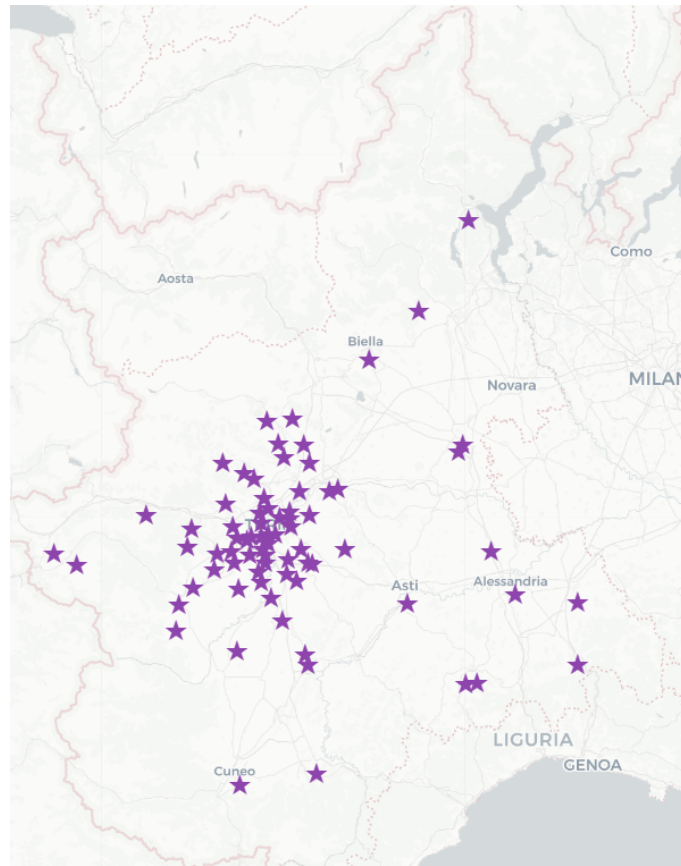 Como
Aosta
Biella
Novara
MILAN
Asti
Alessandria
LIGURIA
GENOA
Cuneo